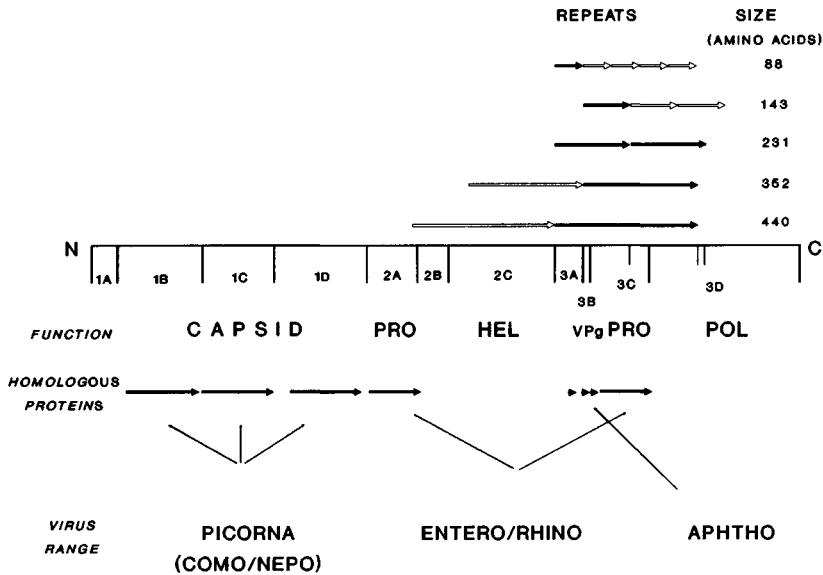 REPEATS SIZE
(AMINO ACIDS)
88
143
231
352
440
N C
1A 1B 1C 1D 2A 2B 2C 3A 3B 3C 3D
FUNCTION CAPSID PRO HEL VPg PRO POL
HOMOLOGOUS
PROTEINS
VIRUS
RANGE
PICORNA
(COMO/NEPO)
ENTERO/RHINO
APHTHO